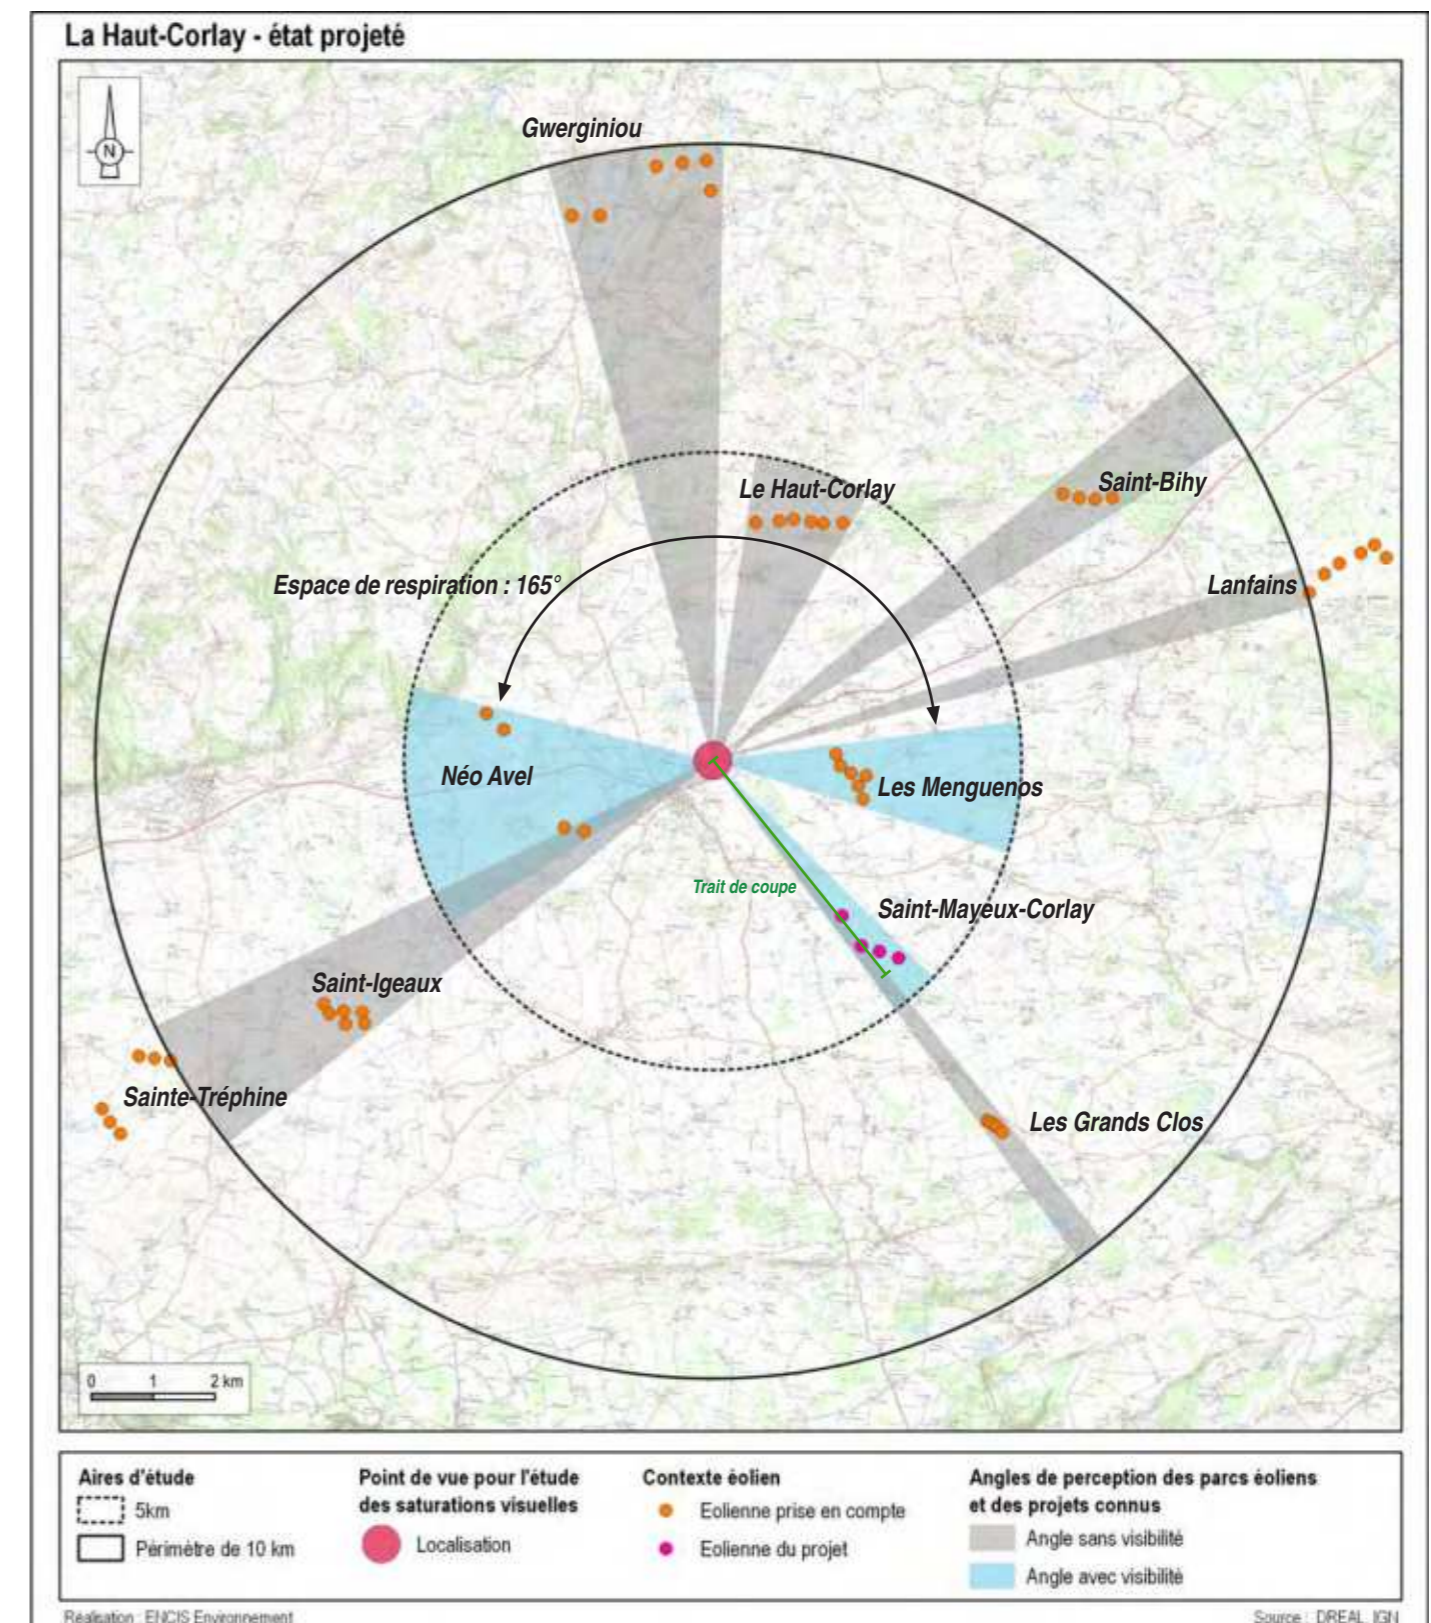 La Haut-Corlay - état projeté
N
Gwerginiou
Le Haut-Corlay
Saint-Bihy
Espace de respiration : 165°
Lanfains
Néo Avel
Les Menguenos
Trait de coupe
Saint-Mayeux-Corlay
Saint-Igeaux
Sainte-Tréphine
Les Grands Clos
0 1 2 km
Aires d'étude
5km
Périmètre de 10 km
Point de vue pour l'étude
des saturations visuelles
Localisation
Contexte éolien
Eolienne prise en compte
Eolienne du projet
Angles de perception des parcs éoliens
et des projets connus
Angle sans visibilité
Angle avec visibilité
Réalisation : ENCIS Environnement
Source : DREAL, IGN